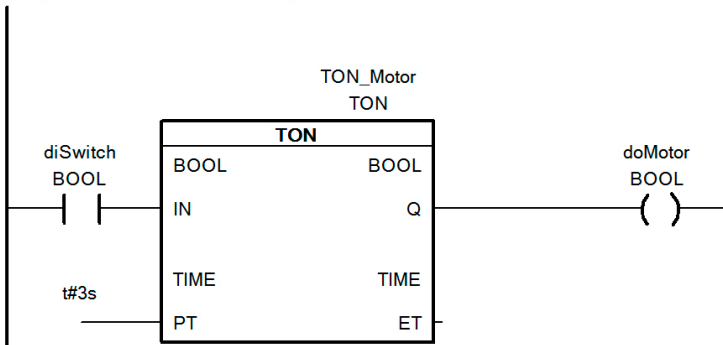 TON_Motor
TON
TON
diSwitch
BOOL
BOOL
BOOL
doMotor
BOOL
IN
Q
t#3s
TIME
TIME
PT
ET